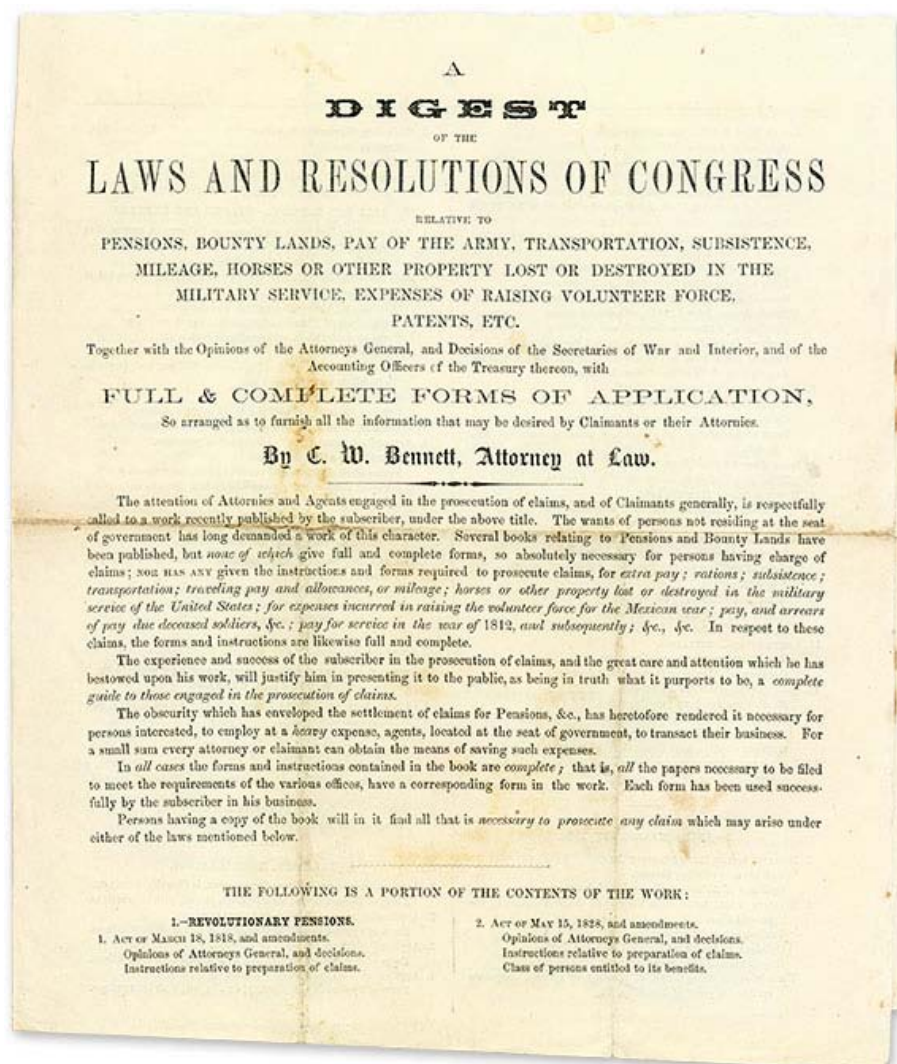 A
DIGEST
OF THE
LAWS AND RESOLUTIONS OF CONGRESS
RELATIVE TO
PENSIONS, BOUNTY LANDS, PAY OF THE ARMY, TRANSPORTATION, SUBSISTENCE,
MILEAGE, HORSES OR OTHER PROPERTY LOST OR DESTROYED IN THE
MILITARY SERVICE, EXPENSES OF RAISING VOLUNTEER FORCE,
PATENTS, ETC.
Together with the Opinions of the Attorneys General, and Decisions of the Secretaries of War and Interior, and of the
Accounting Officers of the Treasury thereon, with
FULL & COMPLETE FORMS OF APPLICATION,
So arranged as to furnish all the information that may be desired by Claimants or their Attornies.
By C. W. Bennett, Attorney at Law.
The attention of Attornies and Agents engaged in the prosecution of claims, and of Claimants generally, is respectfully
called to a work recently published by the subscriber, under the above title. The wants of persons not residing at the seat
of government has long demanded a work of this character. Several books relating to Pensions and Bounty Lands have
been published, but none of which give full and complete forms, so absolutely necessary for persons having charge of
claims; NOR HAS ANY given the instructions and forms required to prosecute claims, for extra pay; rations; subsistence;
transportation; traveling pay and allowances, or mileage; horses or other property lost or destroyed in the military
service of the United States; for expenses incurred in raising the volunteer force for the Mexican war; pay, and arrears
of pay due deceased soldiers, &c.; pay for service in the war of 1812, and subsequently; &c., &c. In respect to these
claims, the forms and instructions are likewise full and complete.
The experience and success of the subscriber in the prosecution of claims, and the great care and attention which he has
bestowed upon his work, will justify him in presenting it to the public, as being in truth what it purports to be, a complete
guide to those engaged in the prosecution of claims.
The obscurity which has enveloped the settlement of claims for Pensions, &c., has heretofore rendered it necessary for
persons interested, to employ at a heavy expense, agents, located at the seat of government, to transact their business. For
a small sum every attorney or claimant can obtain the means of saving such expenses.
In all cases the forms and instructions contained in the book are complete; that is, all the papers necessary to be filed
to meet the requirements of the various offices, have a corresponding form in the work. Each form has been used success-
fully by the subscriber in his business.
Persons having a copy of the book will in it find all that is necessary to prosecute any claim which may arise under
either of the laws mentioned below.
THE FOLLOWING IS A PORTION OF THE CONTENTS OF THE WORK:
1.—REVOLUTIONARY PENSIONS.
1. ACT OF MARCH 18, 1818, and amendments.
Opinions of Attorneys General, and decisions.
Instructions relative to preparation of claims.
2. ACT OF MAY 15, 1828, and amendments.
Opinions of Attorneys General, and decisions.
Instructions relative to preparation of claims.
Class of persons entitled to its benefits.